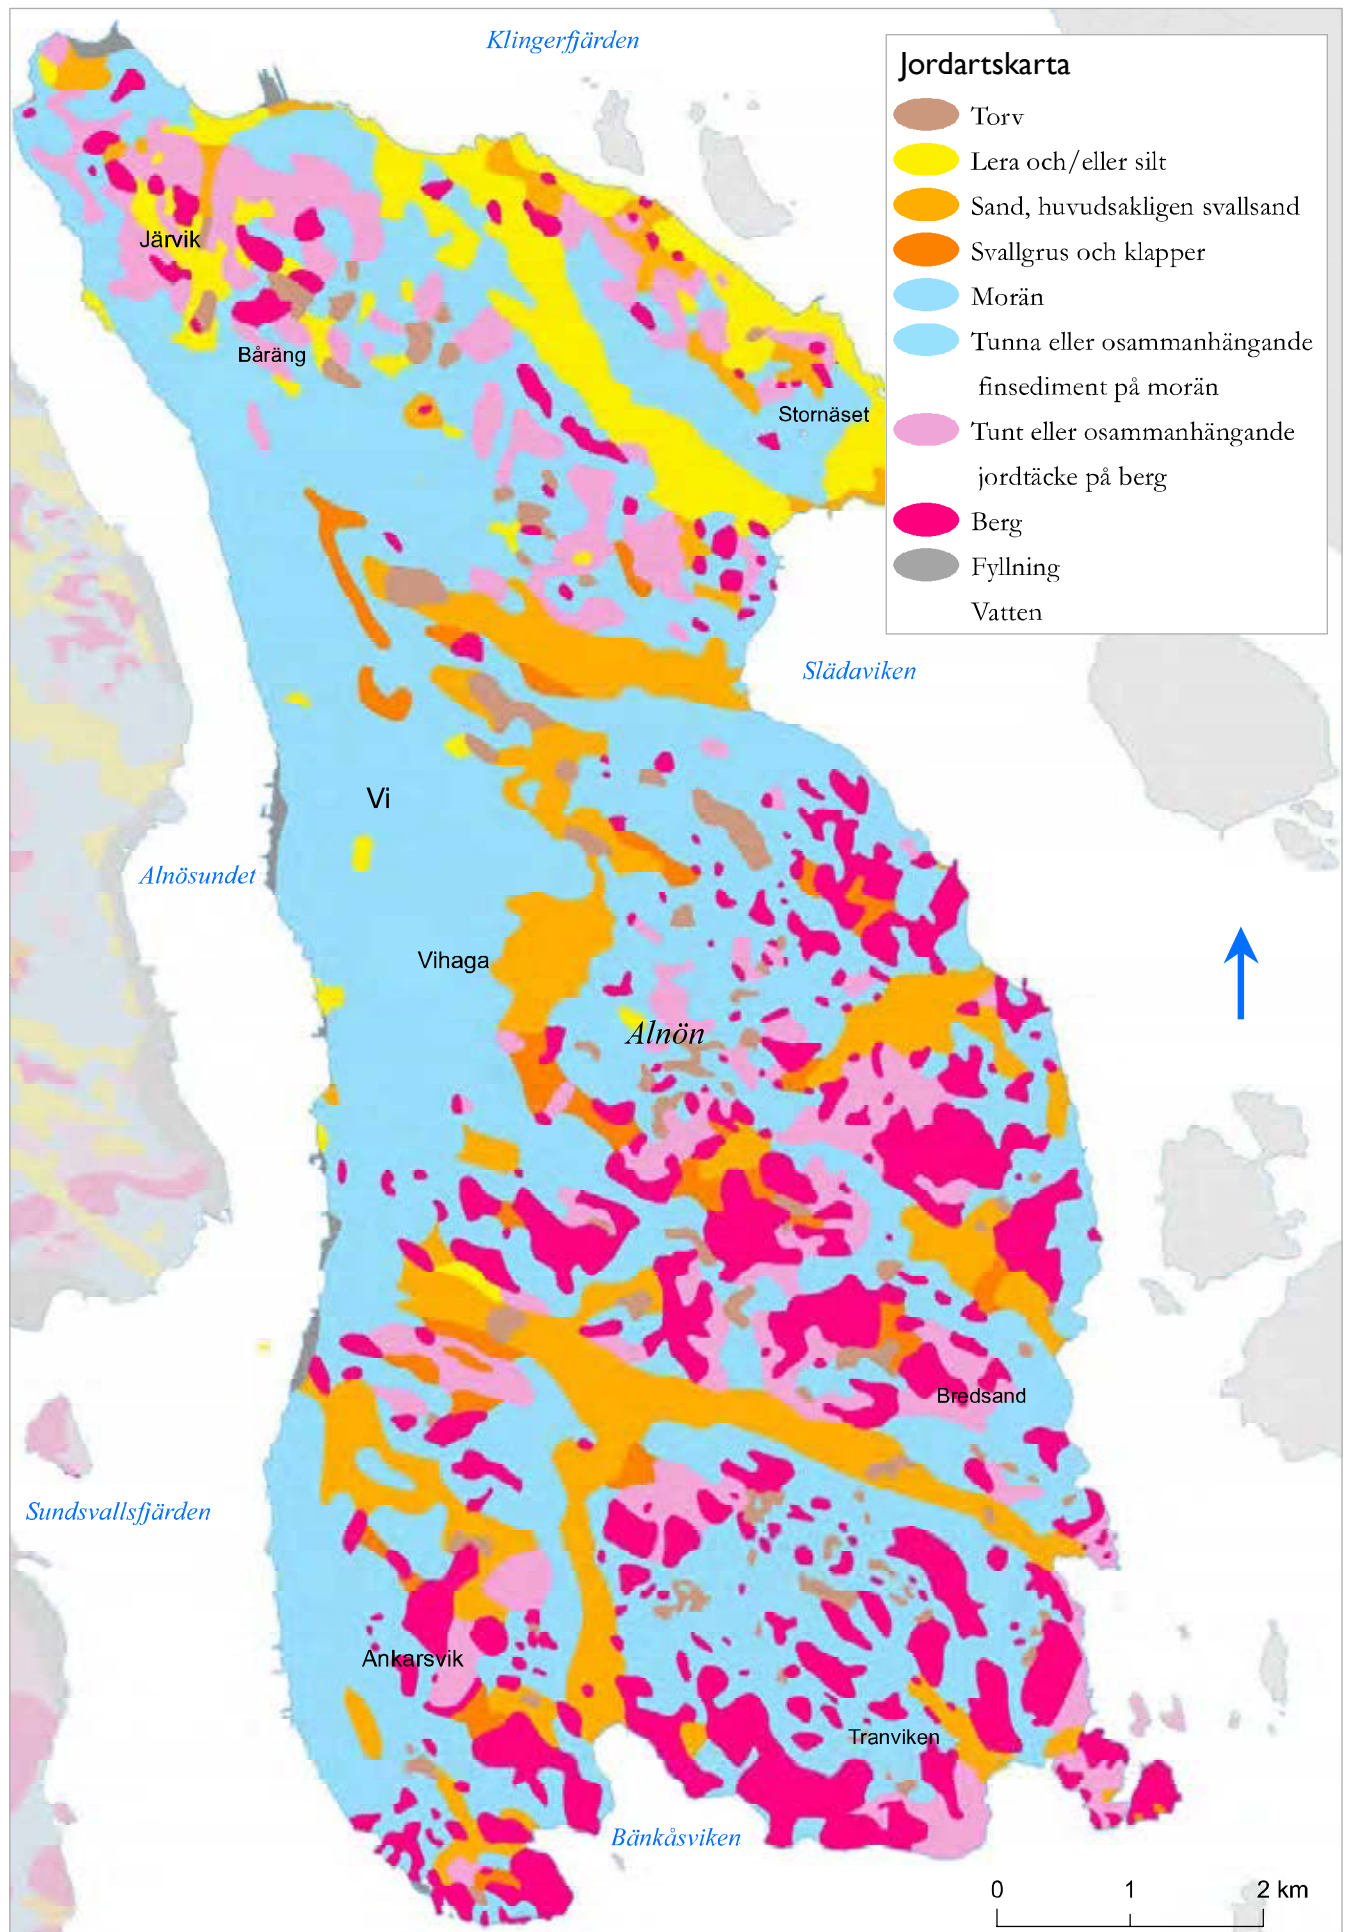 Klingerfjärden
Jordartskarta
Torv
Lera och/eller silt
Sand, huvudsakligen svallsand
Svallgrus och klapper
Morän
Tunna eller osammanhängande
finsediment på morän
Tunt eller osammanhängande
jordtäcke på berg
Berg
Fyllning
Vatten
Järvik
Båräng
Stornäset
Slädaviken
Vi
Alnösundet
Vihaga
Alnön
Bredsand
Sundsvallsfjärden
Ankarsvik
Tranviken
Bänkåsviken
0 1 2 km